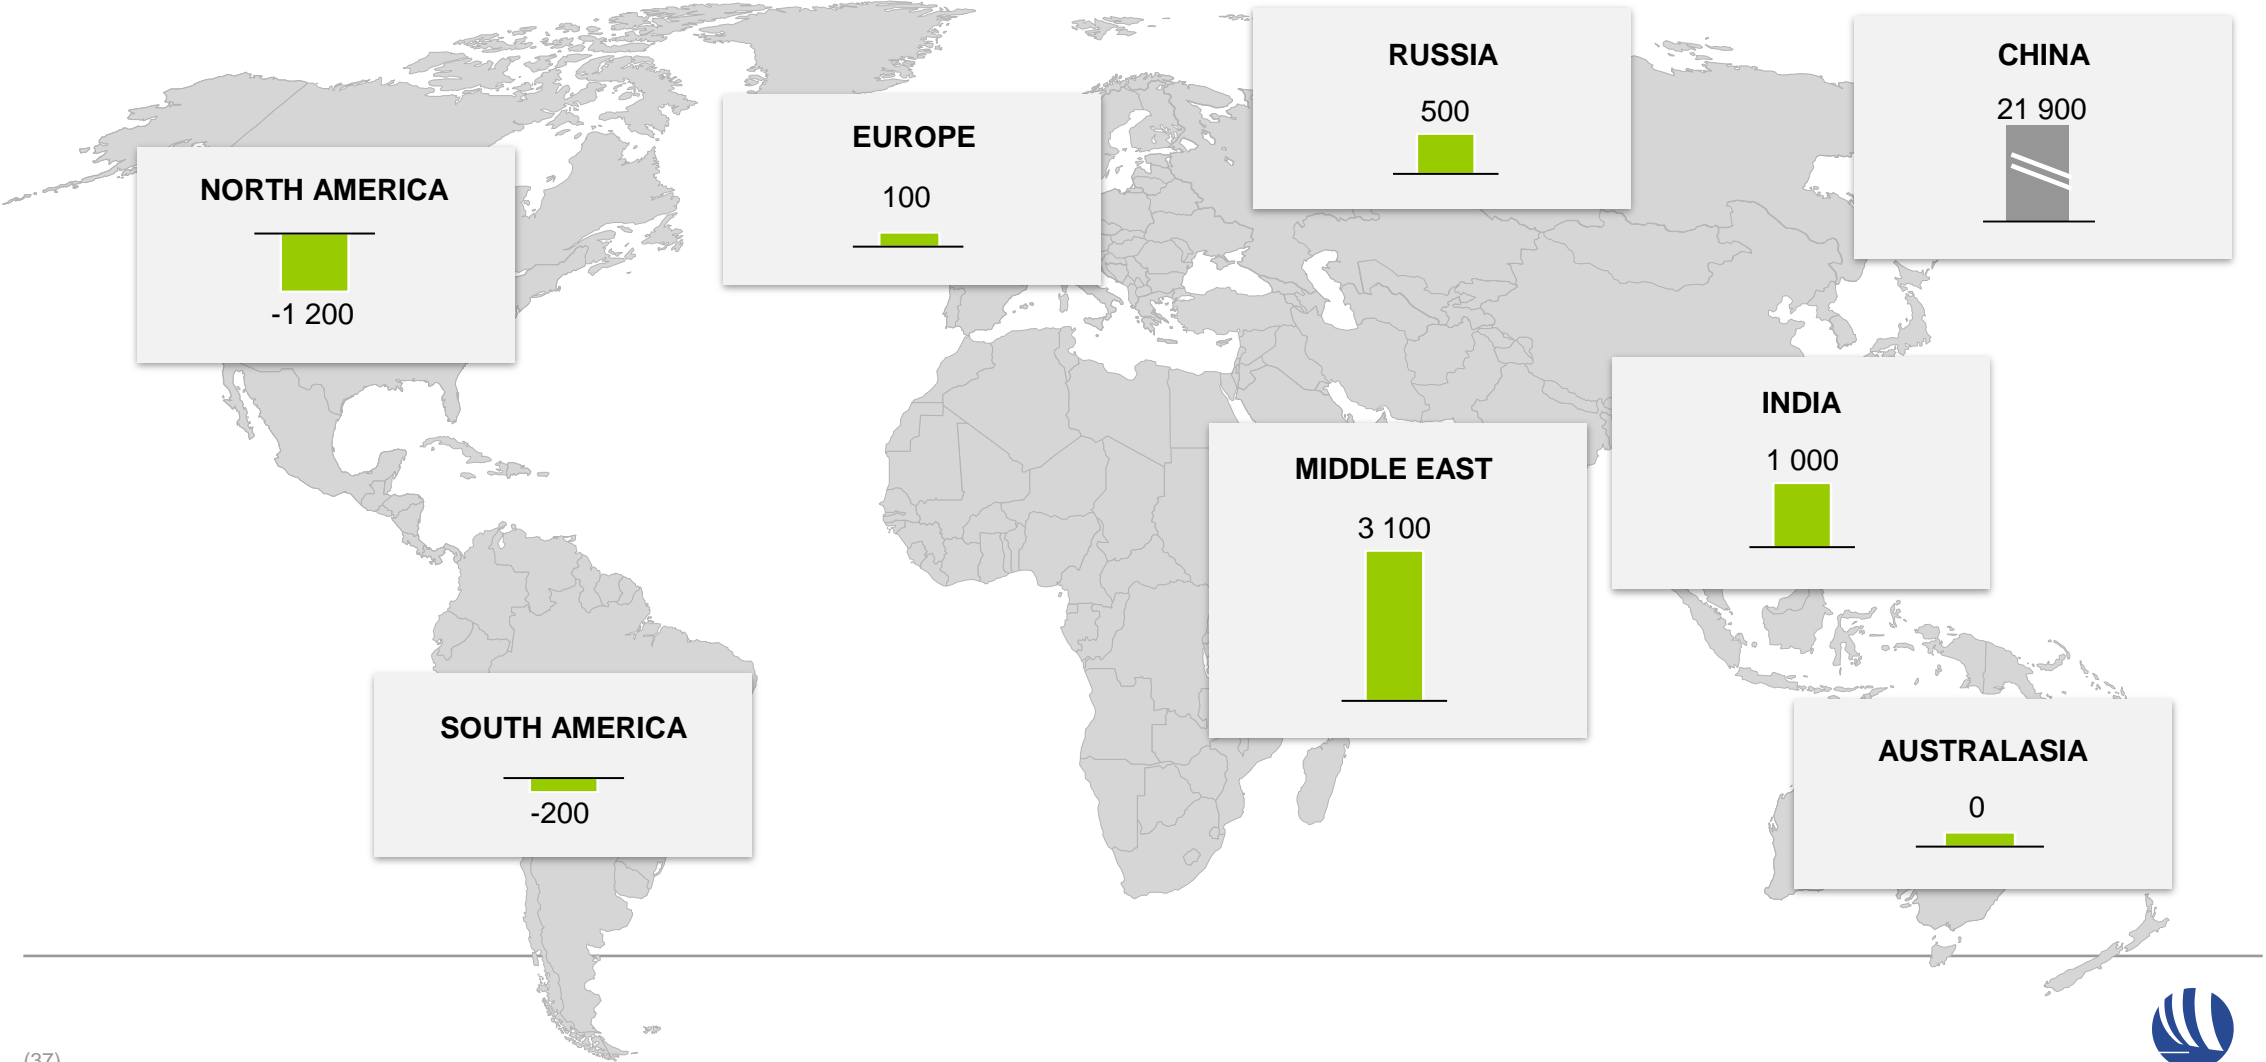 RUSSIA
500
CHINA
21 900
EUROPE
100
NORTH AMERICA
-1 200
INDIA
1 000
MIDDLE EAST
3 100
SOUTH AMERICA
-200
AUSTRALASIA
0
(37)